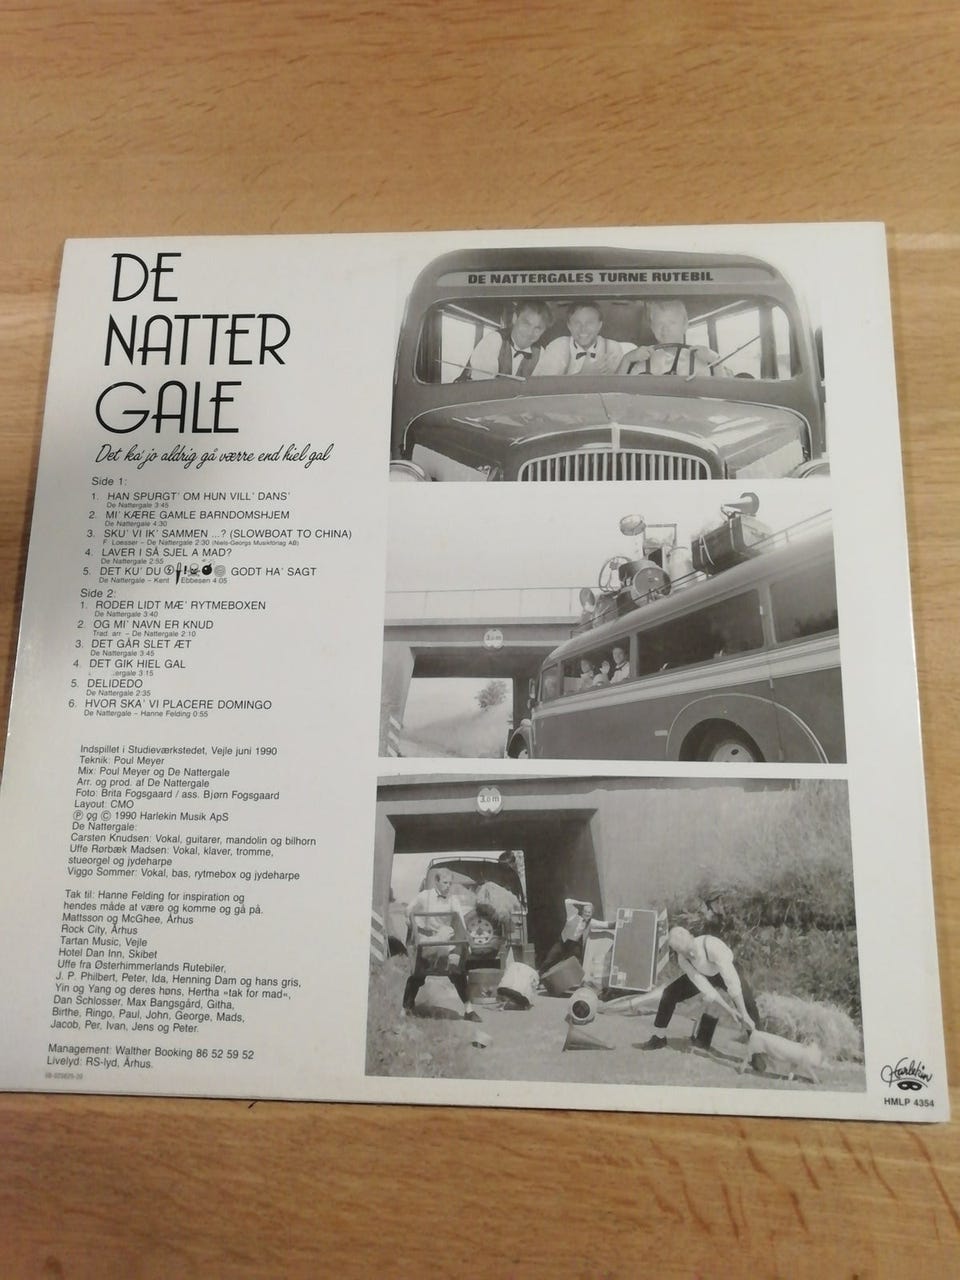 DE
NATTER
GALE
Det ka' jo aldrig gå værre end hiel gal
Side 1:
1. HAN SPURGT' OM HUN VILL' DANS'
De Nattergale 3:45
2. MI' KÆRE GAMLE BARNDOMSHJEM
De Nattergale 4:30
3. SKU' VI IK' SAMMEN ...? (SLOWBOAT TO CHINA)
F. Loesser – De Nattergale 2:30 (Niels-Georgs Musikförlag AB)
4. LAVER I SÅ SJEL A MAD?
De Nattergale 2:55
5. DET KU' DU GODT HA' SAGT
De Nattergale – Kent Ebbesen 4:05
Side 2:
1. RODER LIDT MÆ' RYTMEBOXEN
De Nattergale 3:40
2. OG MI' NAVN ER KNUD
Trad. arr. – De Nattergale 2:10
3. DET GÅR SLET ÆT
De Nattergale 3:45
4. DET GIK HIEL GAL
ergale 3:15
5. DELIDEDO
De Nattergale 2:35
6. HVOR SKA' VI PLACERE DOMINGO
De Nattergale – Hanne Felding 0:55
Indspillet i Studieværkstedet, Vejle juni 1990
Teknik: Poul Meyer
Mix: Poul Meyer og De Nattergale
Arr. og prod. af De Nattergale
Foto: Brita Fogsgaard / ass. Bjørn Fogsgaard
Layout: CMO
Ⓟ og © 1990 Harlekin Musik ApS
De Nattergale:
Carsten Knudsen: Vokal, guitarer, mandolin og bilhorn
Uffe Rørbæk Madsen: Vokal, klaver, tromme,
stueorgel og jydeharpe
Viggo Sommer: Vokal, bas, rytmebox og jydeharpe
Tak til: Hanne Felding for inspiration og
hendes måde at være og komme og gå på.
Mattsson og McGhee, Århus
Rock City, Århus
Tartan Music, Vejle
Hotel Dan Inn, Skibet
Uffe fra Østerhimmerlands Rutebiler,
J. P. Philbert, Peter, Ida, Henning Dam og hans gris,
Yin og Yang og deres høns, Hertha »tak for mad«,
Dan Schlosser, Max Bangsgård, Githa,
Birthe, Ringo, Paul, John, George, Mads,
Jacob, Per, Ivan, Jens og Peter.
Management: Walther Booking 86 52 59 52
Livelyd: RS-lyd, Århus.
DE NATTERGALES TURNE RUTEBIL
3.0 m
3.0 m
Harlekin
HMLP 4354